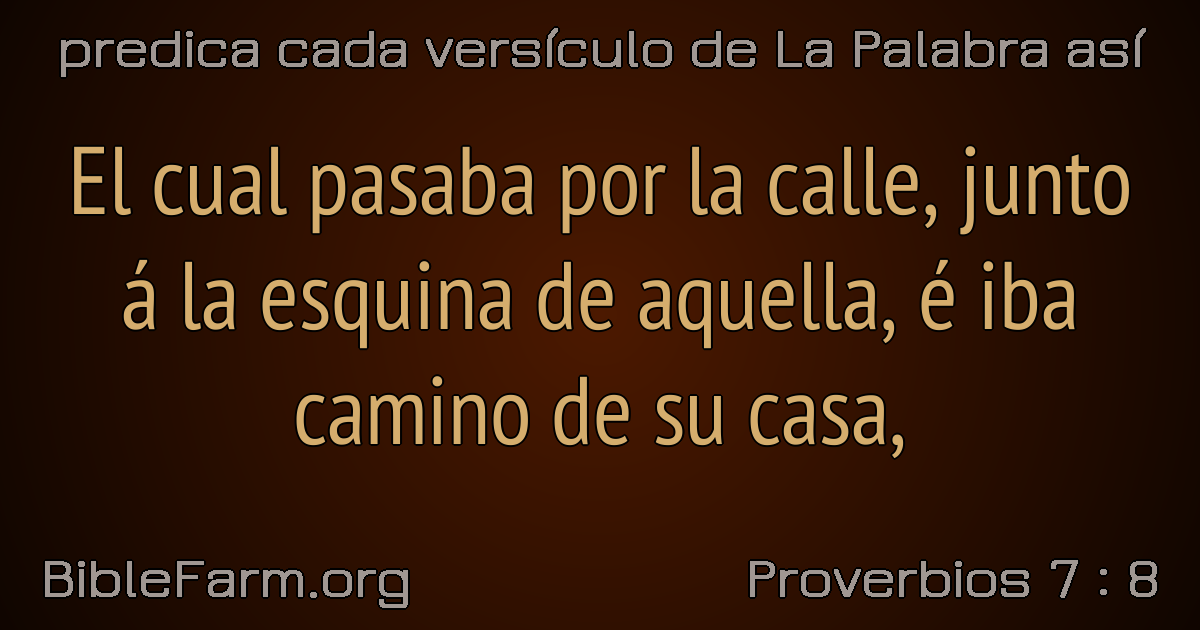 predica cada versículo de La Palabra así
El cual pasaba por la calle, junto
á la esquina de aquella, é iba
camino de su casa,
BibleFarm.org
Proverbios 7 : 8